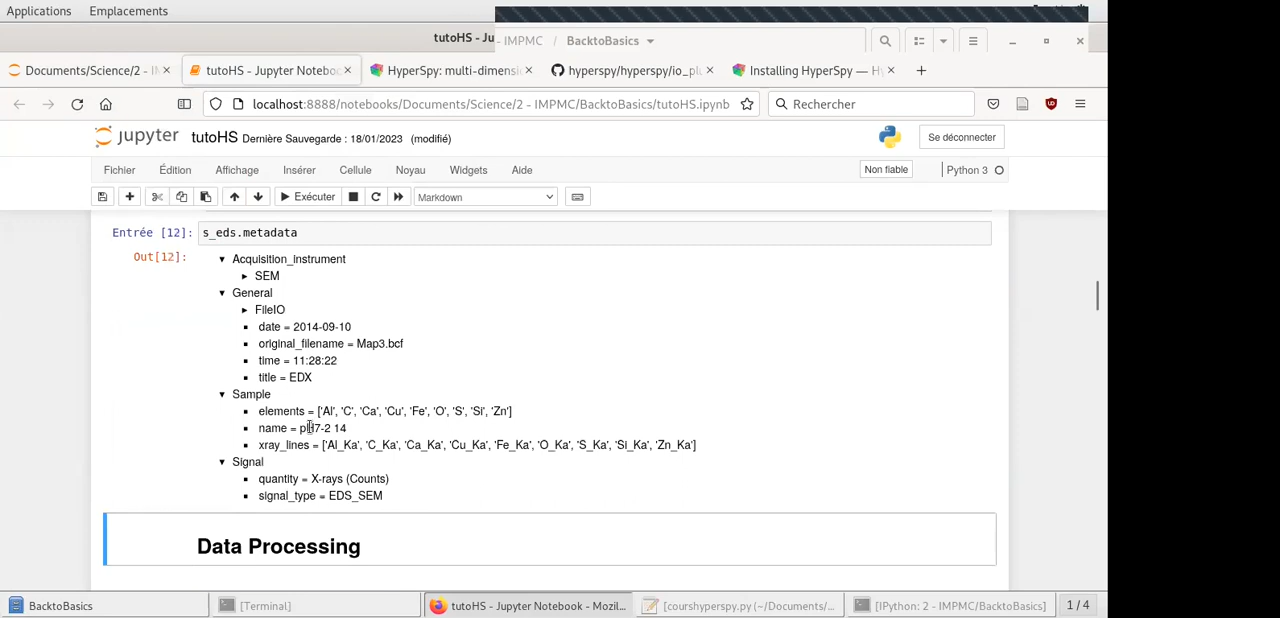 Applications Emplacements
tutoHS - Ju
- IMPMC / BacktoBasics
Documents/Science/2 - I
tutoHS - Jupyter Noteboo
HyperSpy: multi-dimensi
hyperspy/hyperspy/io_pl
Installing HyperSpy — H
localhost:8888/notebooks/Documents/Science/2 - IMPMC/BacktoBasics/tutoHS.ipynb
Rechercher
jupyter tutoHS Dernière Sauvegarde : 18/01/2023 (modifié)
Se déconnecter
Fichier Édition Affichage Insérer Cellule Noyau Widgets Aide
Non fiable
Python 3
Exécuter
Markdown
Entrée [12]: s_eds.metadata
Out[12]: ▼ Acquisition_instrument
► SEM
▼ General
► FileIO
▪ date = 2014-09-10
▪ original_filename = Map3.bcf
▪ time = 11:28:22
▪ title = EDX
▼ Sample
▪ elements = ['Al', 'C', 'Ca', 'Cu', 'Fe', 'O', 'S', 'Si', 'Zn']
▪ name = pH7-2 14
▪ xray_lines = ['Al_Ka', 'C_Ka', 'Ca_Ka', 'Cu_Ka', 'Fe_Ka', 'O_Ka', 'S_Ka', 'Si_Ka', 'Zn_Ka']
▼ Signal
▪ quantity = X-rays (Counts)
▪ signal_type = EDS_SEM
Data Processing
BacktoBasics
[Terminal]
tutoHS - Jupyter Notebook - Mozil...
[courshyperspy.py (~/Documents/...
[IPython: 2 - IMPMC/BacktoBasics]
1 / 4